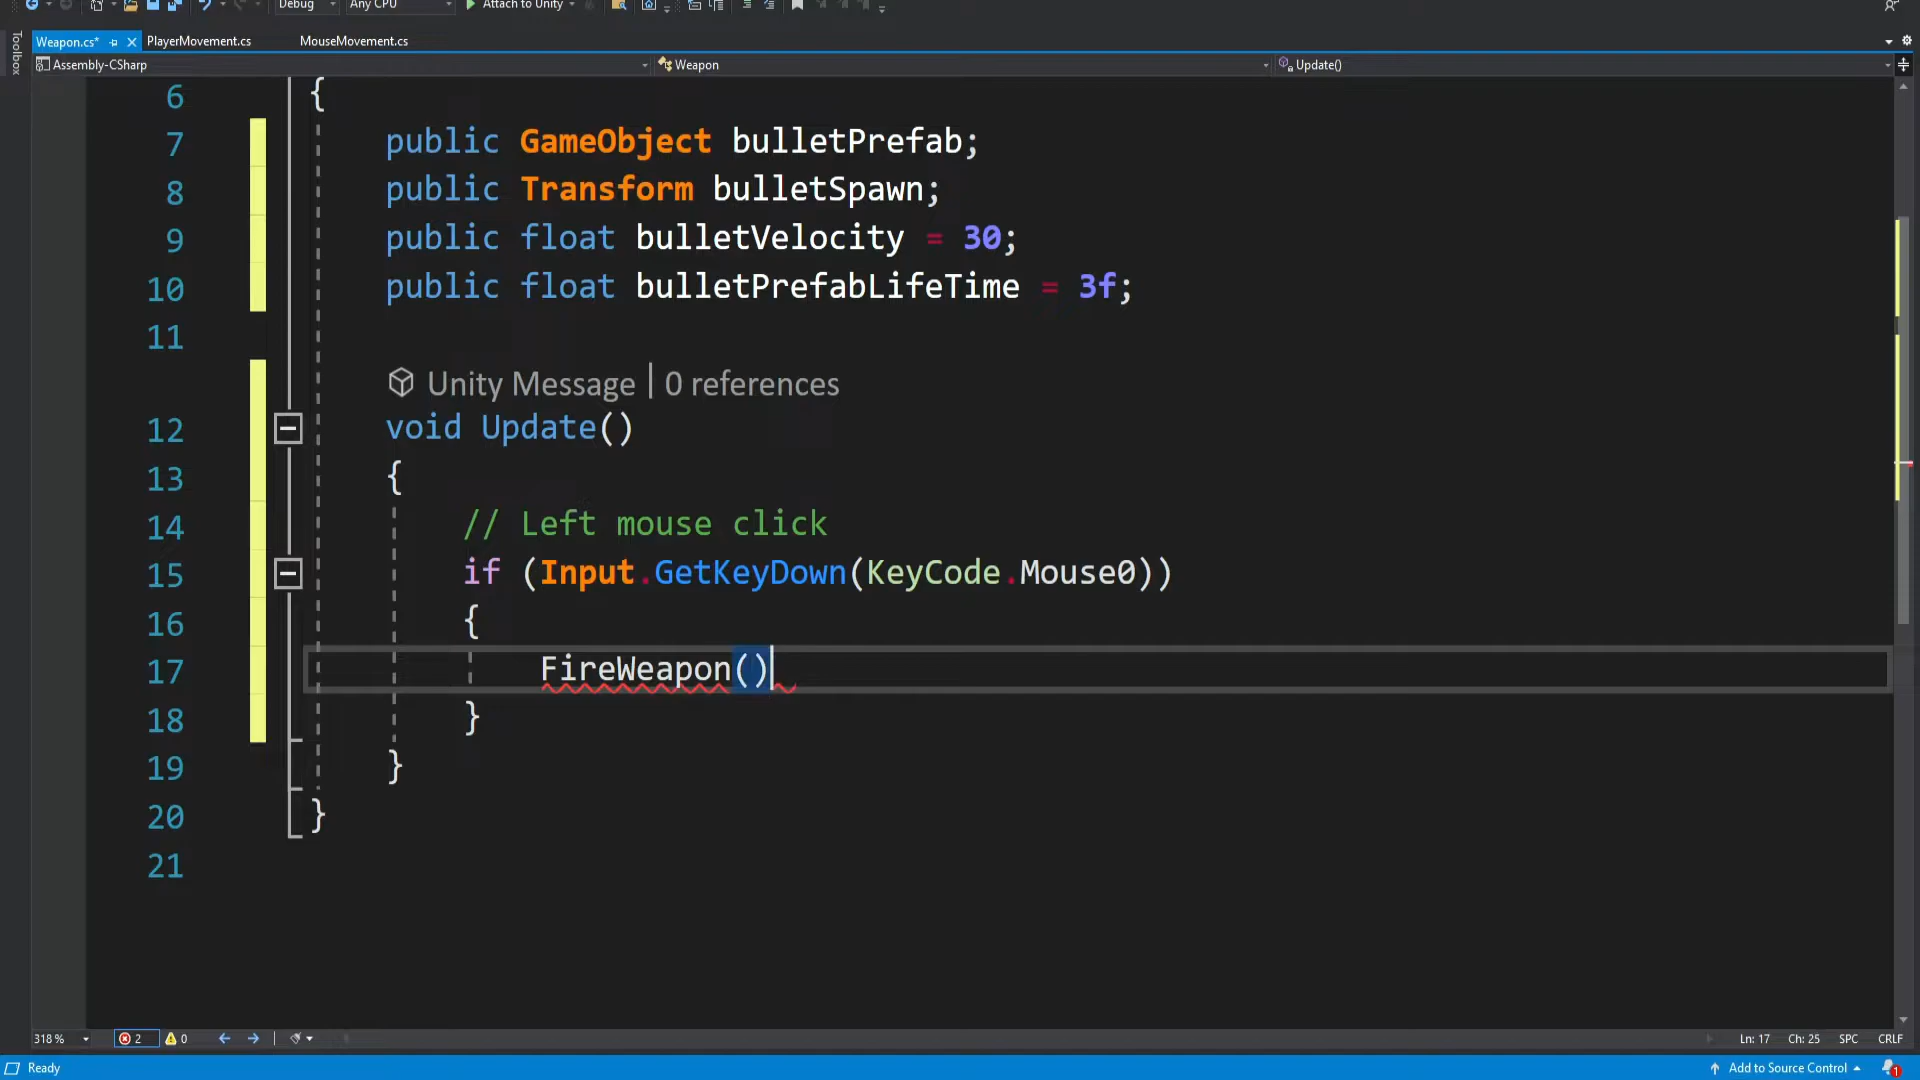 Debug Any CPU Attach to Unity
Toolbox
Weapon.cs* PlayerMovement.cs MouseMovement.cs
Assembly-CSharp Weapon Update()
6 {
7 public GameObject bulletPrefab;
8 public Transform bulletSpawn;
9 public float bulletVelocity = 30;
10 public float bulletPrefabLifeTime = 3f;
11
Unity Message | 0 references
12 void Update()
13 {
14 // Left mouse click
15 if (Input.GetKeyDown(KeyCode.Mouse0))
16 {
17 FireWeapon()
18 }
19 }
20 }
21
318 % 2 0 Ln: 17 Ch: 25 SPC CRLF
Ready Add to Source Control 1